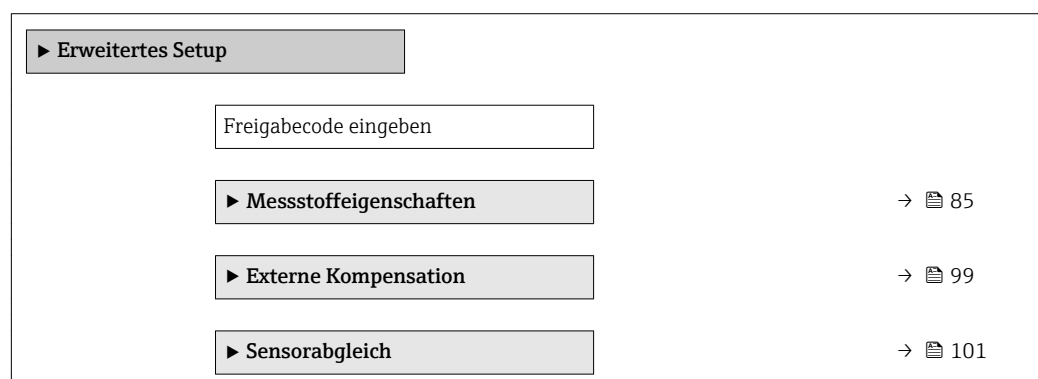 ▶ Erweitertes Setup
Freigabecode eingeben
▶ Messstoffeigenschaften → 85
▶ Externe Kompensation → 99
▶ Sensorabgleich → 101